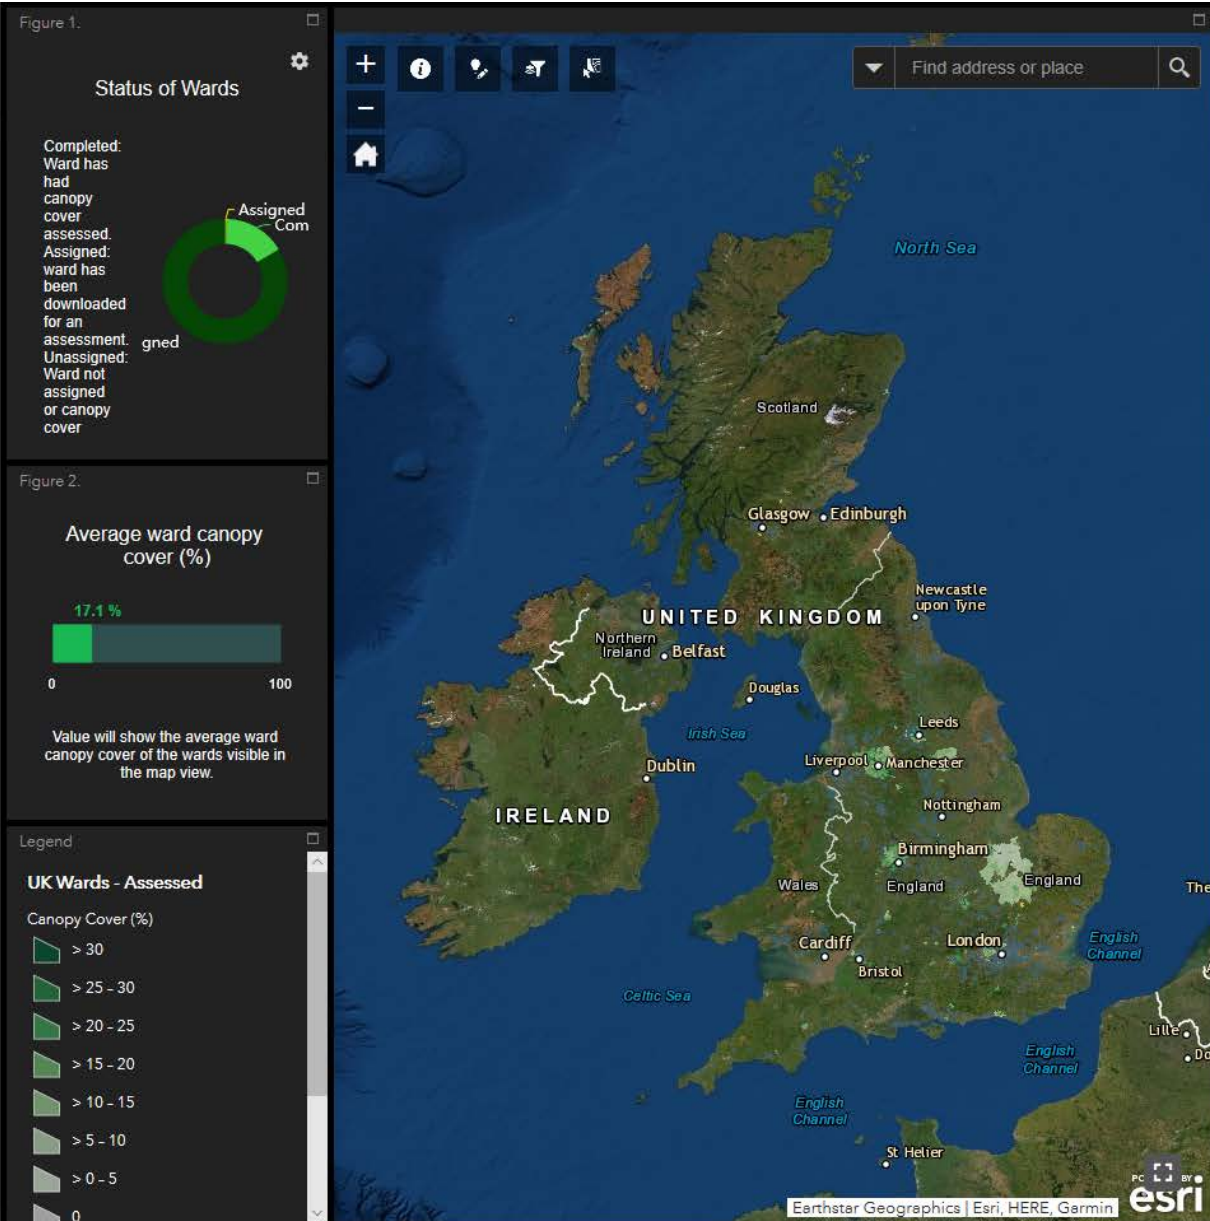 Figure 1.
Status of Wards
Completed:
Ward has
had
canopy
cover
assessed.
Assigned:
ward has
been
downloaded
for an
assessment.
Unassigned:
Ward not
assigned
or canopy
cover
Assigned
Com
gned
Figure 2.
Average ward canopy
cover (%)
17.1 %
0 100
Value will show the average ward
canopy cover of the wards visible in
the map view.
Legend
UK Wards - Assessed
Canopy Cover (%)
> 30
> 25 - 30
> 20 - 25
> 15 - 20
> 10 - 15
> 5 - 10
> 0 - 5
0
+
−
Find address or place
North Sea
Scotland
Glasgow
Edinburgh
Newcastle
upon Tyne
UNITED KINGDOM
Northern
Ireland
Belfast
Douglas
Irish Sea
Leeds
Liverpool
Manchester
Dublin
IRELAND
Nottingham
Birmingham
Wales
England
England
The
Cardiff
London
English
Channel
Bristol
Celtic Sea
Lille
Do
English
Channel
English
Channel
St Helier
PO BY
esri
Earthstar Geographics | Esri, HERE, Garmin